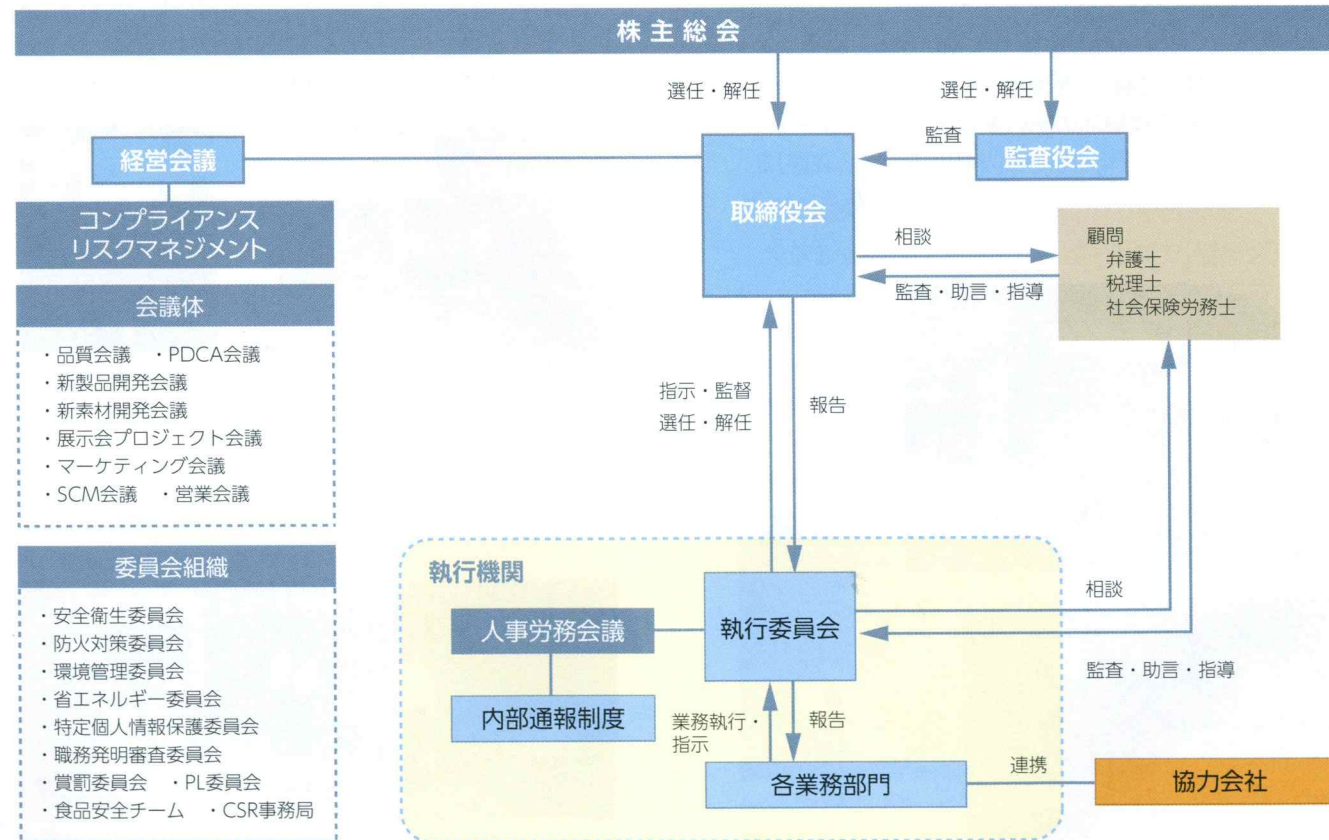 株主総会
選任・解任
選任・解任
経営会議
監査
監査役会
取締役会
コンプライアンス
リスクマネジメント
相談
監査・助言・指導
顧問
弁護士
税理士
社会保険労務士
会議体
・品質会議 ・PDCA会議
・新製品開発会議
・新素材開発会議
・展示会プロジェクト会議
・マーケティング会議
・SCM会議 ・営業会議
指示・監督
選任・解任
報告
委員会組織
・安全衛生委員会
・防火対策委員会
・環境管理委員会
・省エネルギー委員会
・特定個人情報保護委員会
・職務発明審査委員会
・賞罰委員会 ・PL委員会
・食品安全チーム ・CSR事務局
執行機関
人事労務会議
執行委員会
相談
監査・助言・指導
内部通報制度
業務執行・
指示
報告
各業務部門
連携
協力会社